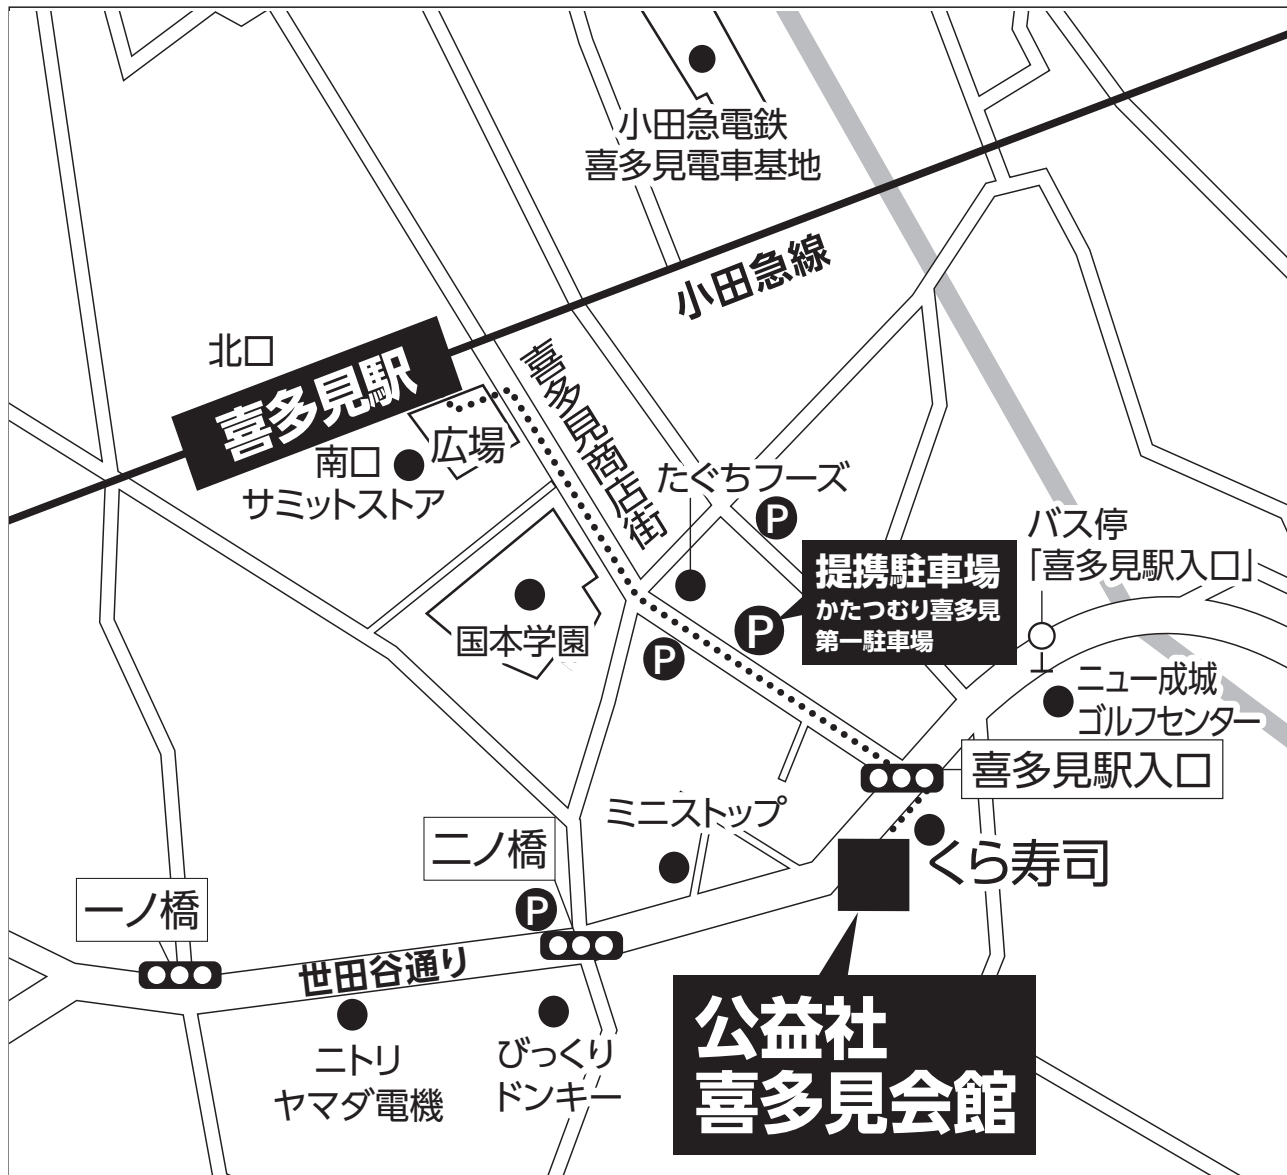 小田急電鉄
喜多見電車基地
小田急線
北口
喜多見駅
広場
南口
サミットストア
喜多見商店街
たぐちフーズ
P
バス停
「喜多見駅入口」
提携駐車場
かたつむり喜多見
第一駐車場
P
P
国本学園
ニュー成城
ゴルフセンター
喜多見駅入口
ミニストップ
二ノ橋
くら寿司
一ノ橋
P
世田谷通り
ニトリ
ヤマダ電機
びっくり
ドンキー
公益社
喜多見会館